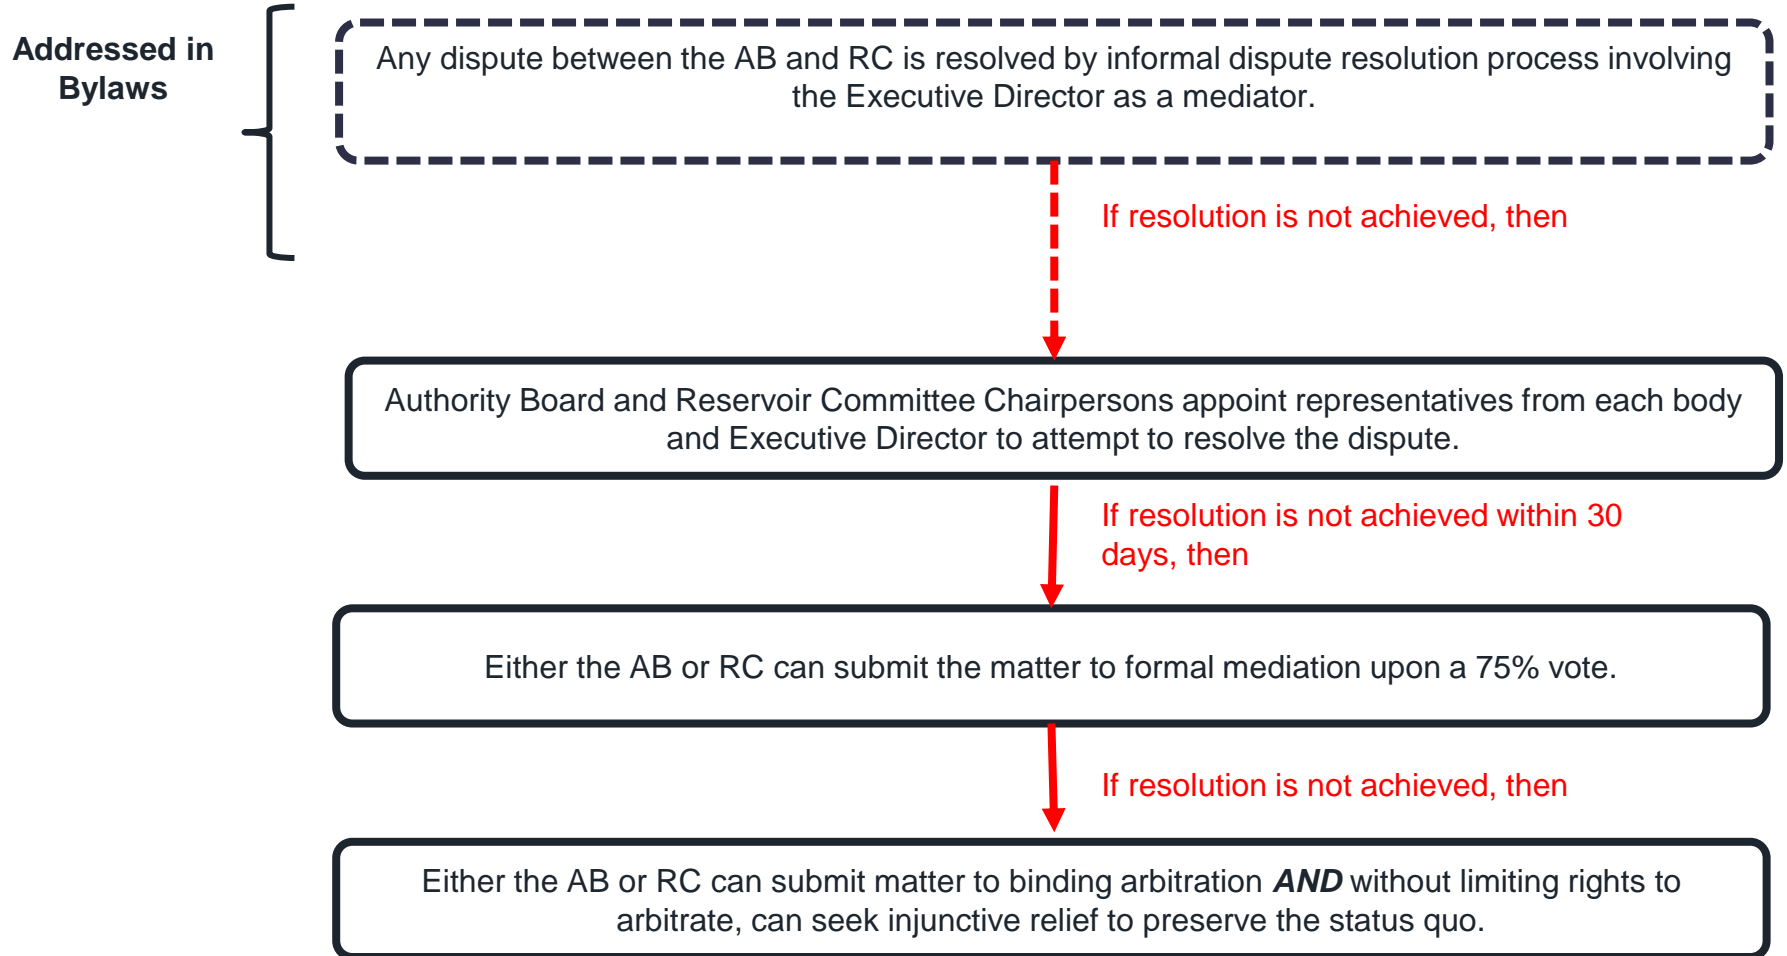 Addressed in
Bylaws
Any dispute between the AB and RC is resolved by informal dispute resolution process involving
the Executive Director as a mediator.
If resolution is not achieved, then
Authority Board and Reservoir Committee Chairpersons appoint representatives from each body
and Executive Director to attempt to resolve the dispute.
If resolution is not achieved within 30
days, then
Either the AB or RC can submit the matter to formal mediation upon a 75% vote.
If resolution is not achieved, then
Either the AB or RC can submit matter to binding arbitration AND without limiting rights to
arbitrate, can seek injunctive relief to preserve the status quo.